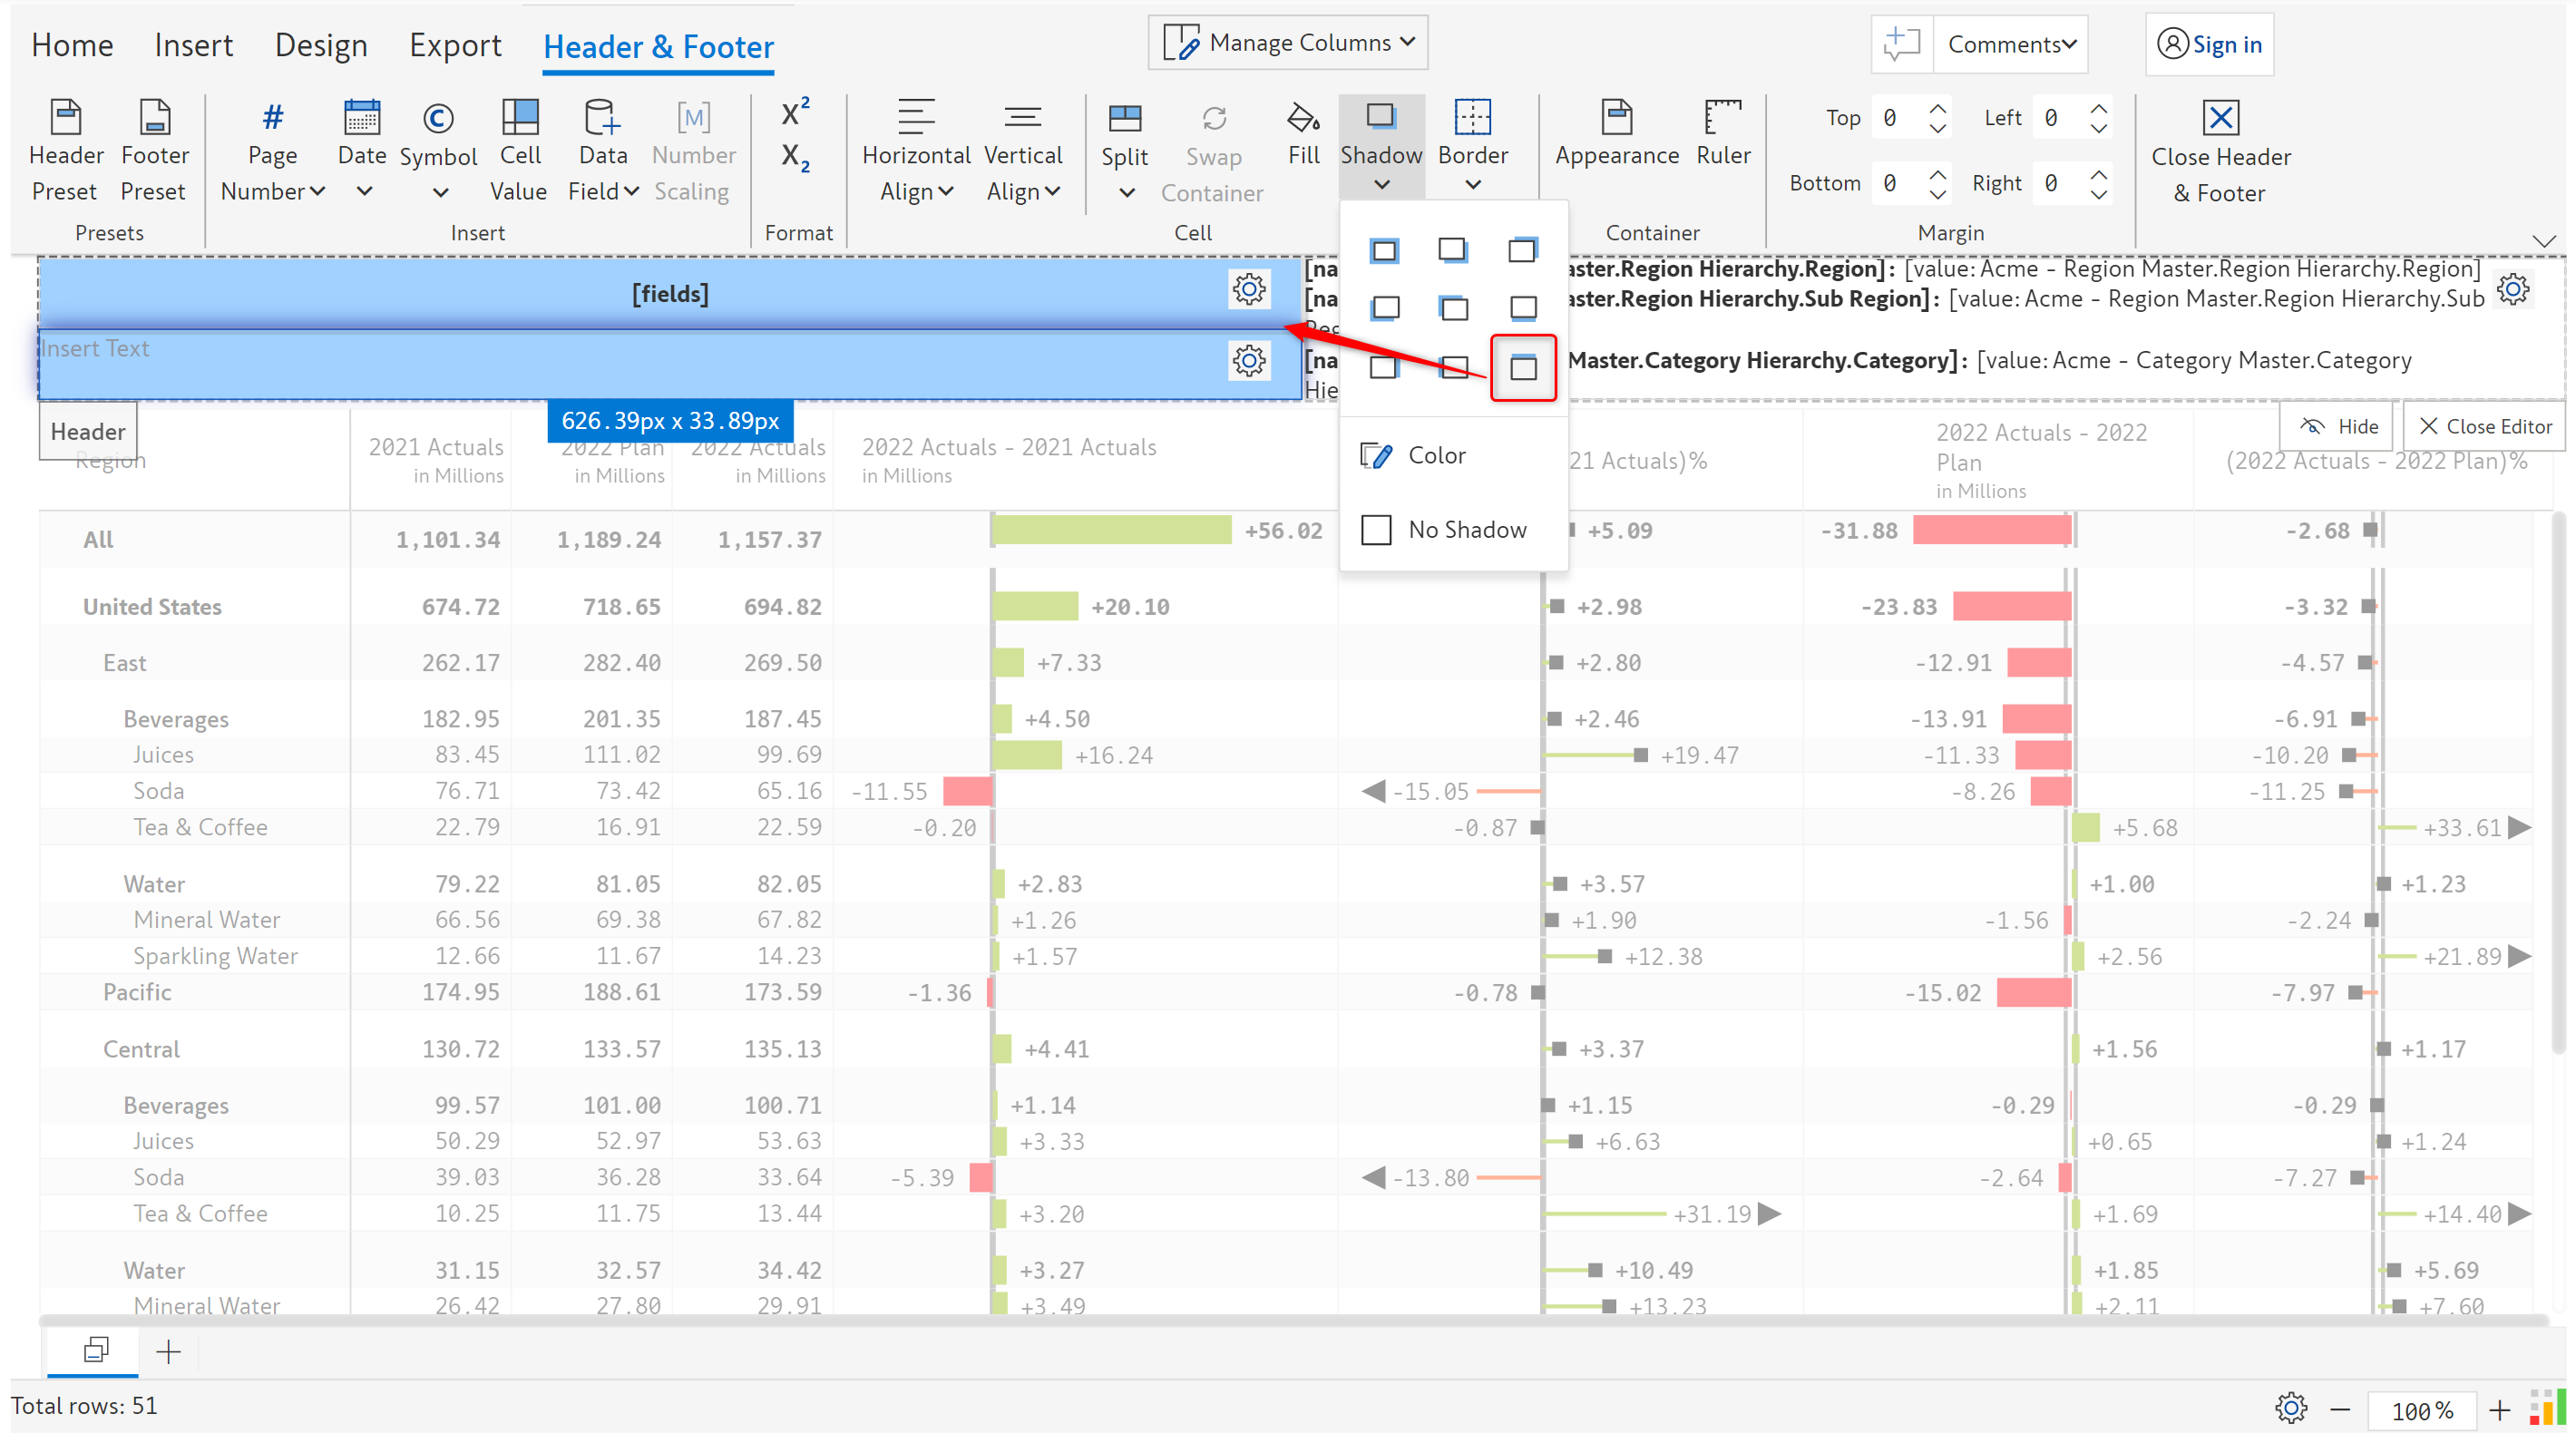 Home Insert Design Export Header & Footer Manage Columns Comments Sign in
Header Preset Footer Preset Page Number Date Symbol Cell Value Data Field [M] Number Scaling X² X₂ Horizontal Align Vertical Align Split Swap Container Fill Shadow Border Appearance Ruler Top 0 Left 0 Bottom 0 Right 0 Close Header & Footer
Presets Insert Format Cell Container Margin
[fields] [na aster.Region Hierarchy.Region]: [value: Acme - Region Master.Region Hierarchy.Region]
[na aster.Region Hierarchy.Sub Region]: [value: Acme - Region Master.Region Hierarchy.Sub
Reg
Insert Text [na Master.Category Hierarchy.Category]: [value: Acme - Category Master.Category
Hie
626.39px x 33.89px
Header Hide Close Editor
Region 2021 Actuals in Millions 2022 Plan in Millions 2022 Actuals in Millions 2022 Actuals - 2021 Actuals in Millions 21 Actuals)% 2022 Actuals - 2022 Plan in Millions (2022 Actuals - 2022 Plan)%
Color
No Shadow
All 1,101.34 1,189.24 1,157.37 +56.02 +5.09 -31.88 -2.68
United States 674.72 718.65 694.82 +20.10 +2.98 -23.83 -3.32
East 262.17 282.40 269.50 +7.33 +2.80 -12.91 -4.57
Beverages 182.95 201.35 187.45 +4.50 +2.46 -13.91 -6.91
Juices 83.45 111.02 99.69 +16.24 +19.47 -11.33 -10.20
Soda 76.71 73.42 65.16 -11.55 -15.05 -8.26 -11.25
Tea & Coffee 22.79 16.91 22.59 -0.20 -0.87 +5.68 +33.61
Water 79.22 81.05 82.05 +2.83 +3.57 +1.00 +1.23
Mineral Water 66.56 69.38 67.82 +1.26 +1.90 -1.56 -2.24
Sparkling Water 12.66 11.67 14.23 +1.57 +12.38 +2.56 +21.89
Pacific 174.95 188.61 173.59 -1.36 -0.78 -15.02 -7.97
Central 130.72 133.57 135.13 +4.41 +3.37 +1.56 +1.17
Beverages 99.57 101.00 100.71 +1.14 +1.15 -0.29 -0.29
Juices 50.29 52.97 53.63 +3.33 +6.63 +0.65 +1.24
Soda 39.03 36.28 33.64 -5.39 -13.80 -2.64 -7.27
Tea & Coffee 10.25 11.75 13.44 +3.20 +31.19 +1.69 +14.40
Water 31.15 32.57 34.42 +3.27 +10.49 +1.85 +5.69
Mineral Water 26.42 27.80 29.91 +3.49 +13.23 +2.11 +7.60
Total rows: 51 100 %